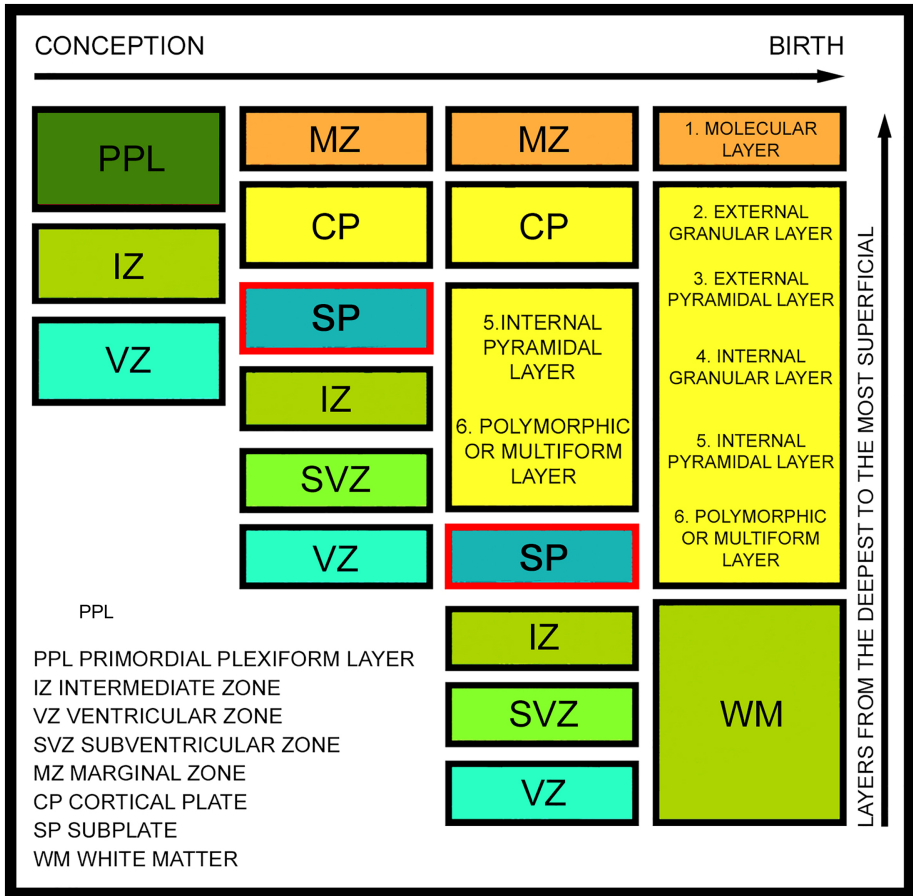 CONCEPTION
BIRTH
PPL
IZ
VZ
MZ
CP
SP
IZ
SVZ
VZ
MZ
CP
5.INTERNAL
PYRAMIDAL
LAYER
6. POLYMORPHIC
OR MULTIFORM
LAYER
SP
IZ
SVZ
VZ
1. MOLECULAR
LAYER
2. EXTERNAL
GRANULAR LAYER
3. EXTERNAL
PYRAMIDAL LAYER
4. INTERNAL
GRANULAR LAYER
5. INTERNAL
PYRAMIDAL LAYER
6. POLYMORPHIC
OR MULTIFORM
LAYER
WM
LAYERS FROM THE DEEPEST TO THE MOST SUPERFICIAL
PPL
PPL PRIMORDIAL PLEXIFORM LAYER
IZ INTERMEDIATE ZONE
VZ VENTRICULAR ZONE
SVZ SUBVENTRICULAR ZONE
MZ MARGINAL ZONE
CP CORTICAL PLATE
SP SUBPLATE
WM WHITE MATTER